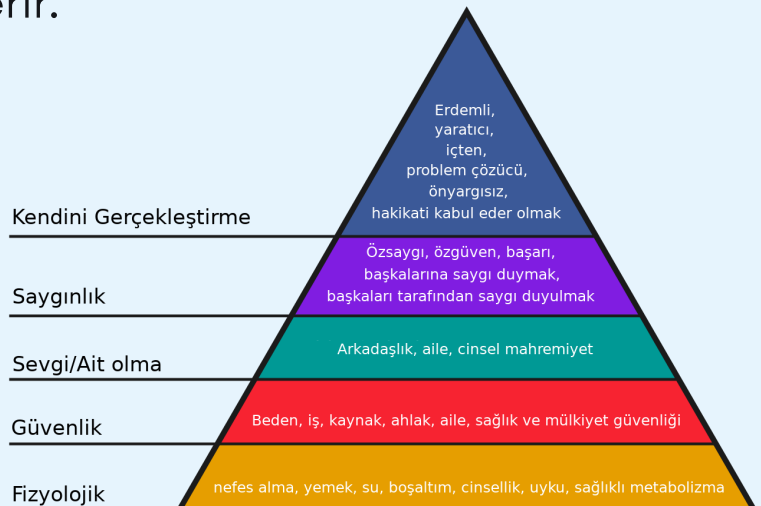 erir.
Erdemli,
yaratıcı,
içten,
problem çözücü,
önyargısız,
hakikati kabul eder olmak
Kendini Gerçekleştirme
Özsaygı, özgüven, başarı,
başkalarına saygı duymak,
başkaları tarafından saygı duyulmak
Saygınlık
Arkadaşlık, aile, cinsel mahremiyet
Sevgi/Ait olma
Beden, iş, kaynak, ahlak, aile, sağlık ve mülkiyet güvenliği
Güvenlik
nefes alma, yemek, su, boşaltım, cinsellik, uyku, sağlıklı metabolizma
Fizyolojik